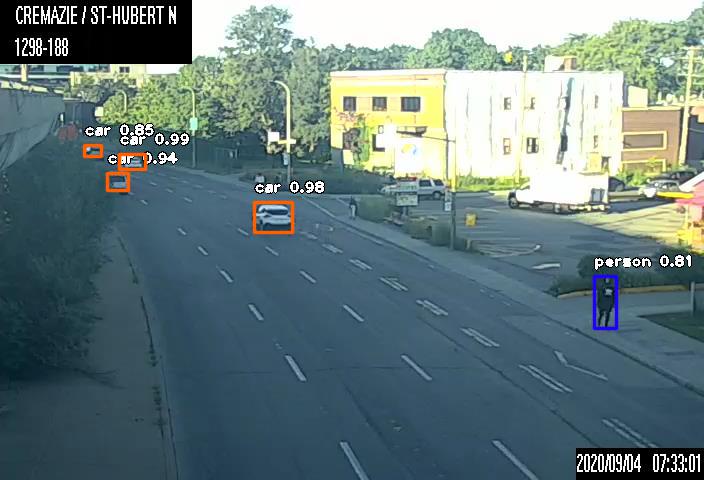 CREMAZIE / ST-HUBERT N
1298-188
car 0.85
car 0.99
car 0.94
car 0.98
person 0.81
2020/09/04 07:33:01